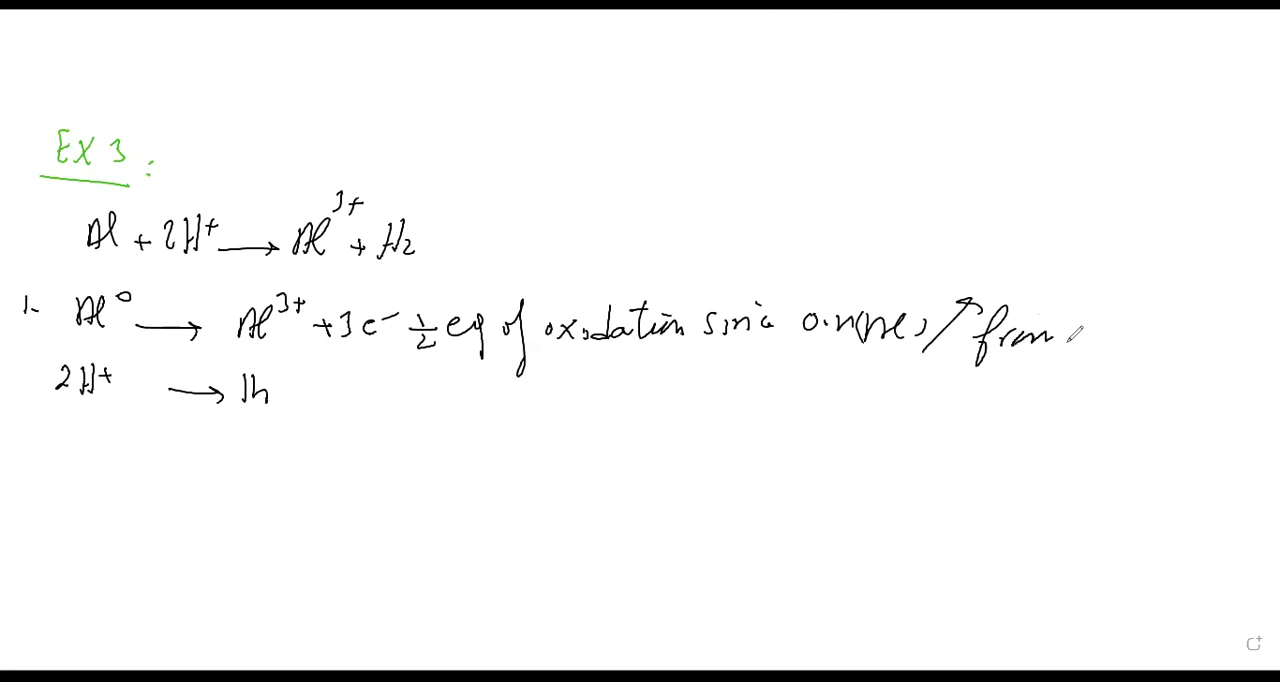 EX 3 :
Al + 2H+ → Al3+ + H2
1- Al0 → Al3+ + 3e- 1/2 eq of oxidation since o.n(Al) ↗ from
2H+ → 1h